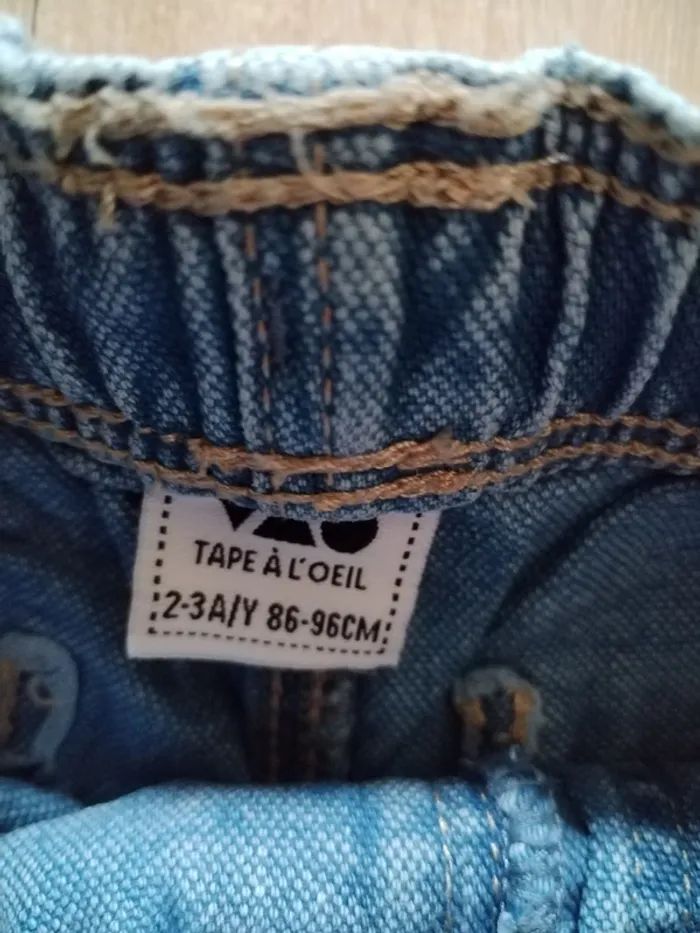 TAPE À L'OEIL
2-3A/Y 86-96CM